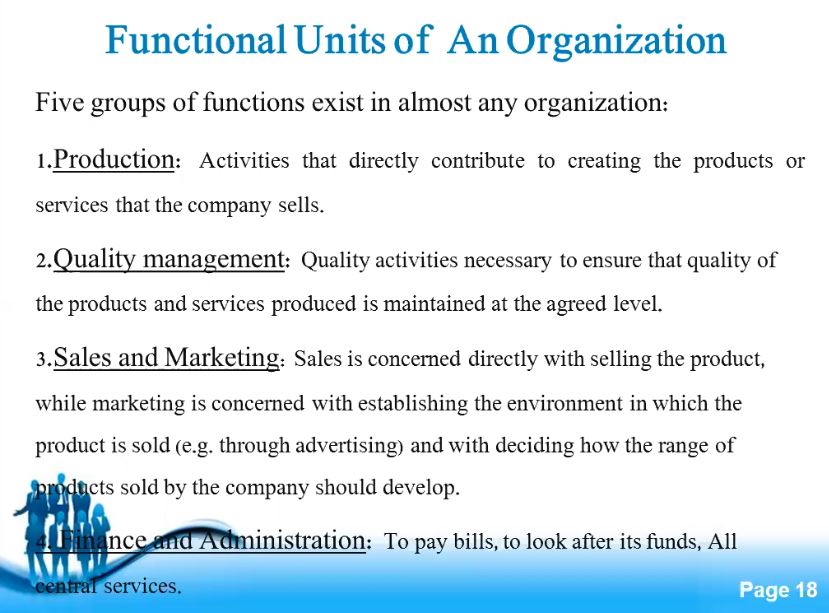 Functional Units of An Organization
Five groups of functions exist in almost any organization:
1.Production: Activities that directly contribute to creating the products or
services that the company sells.
2.Quality management: Quality activities necessary to ensure that quality of
the products and services produced is maintained at the agreed level.
3.Sales and Marketing: Sales is concerned directly with selling the product,
while marketing is concerned with establishing the environment in which the
product is sold (e.g. through advertising) and with deciding how the range of
products sold by the company should develop.
4. Finance and Administration: To pay bills, to look after its funds, All
central services.
Page 18